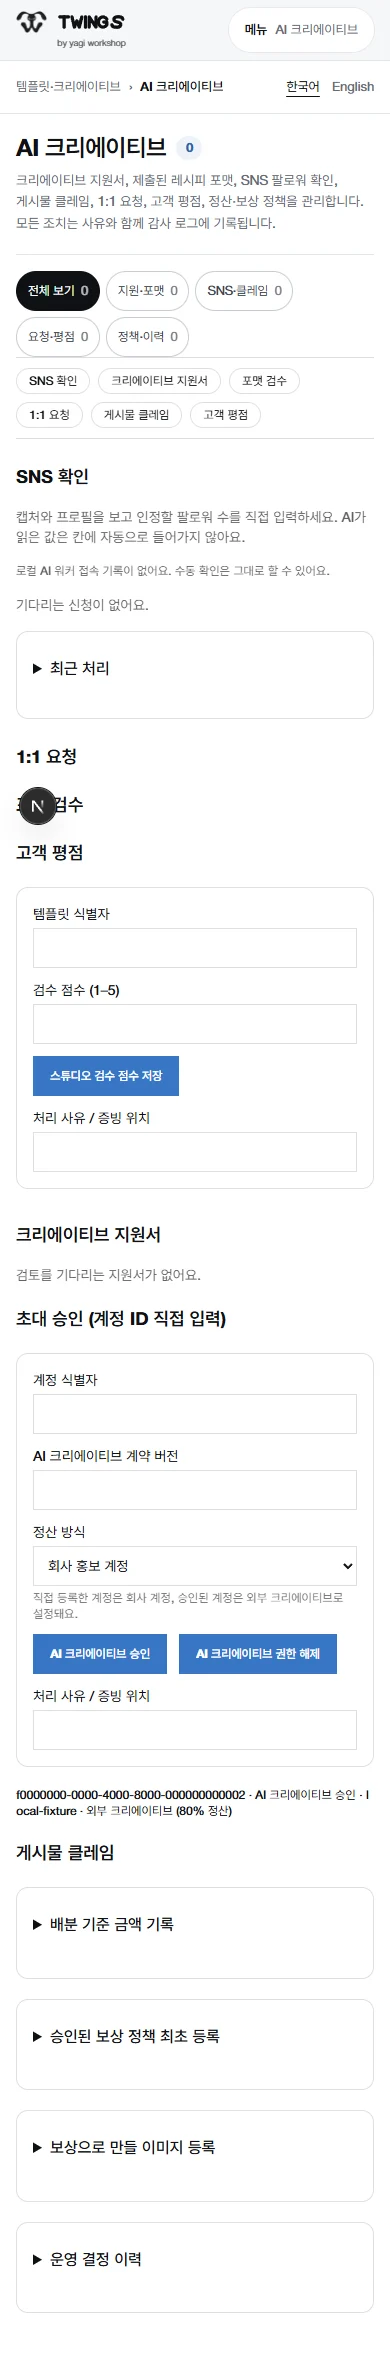 TWINGS
by yagi workshop
메뉴 AI 크리에이티브
템플릿·크리에이티브 › AI 크리에이티브
한국어 English
AI 크리에이티브 0
크리에이티브 지원서, 제출된 레시피 포맷, SNS 팔로워 확인,
게시물 클레임, 1:1 요청, 고객 평점, 정산·보상 정책을 관리합니다.
모든 조치는 사유와 함께 감사 로그에 기록됩니다.
전체 보기 0 지원·포맷 0 SNS·클레임 0
요청·평점 0 정책·이력 0
SNS 확인 크리에이티브 지원서 포맷 검수
1:1 요청 게시물 클레임 고객 평점
SNS 확인
캡처와 프로필을 보고 인정할 팔로워 수를 직접 입력하세요. AI가
읽은 값은 칸에 자동으로 들어가지 않아요.
로컬 AI 워커 접속 기록이 없어요. 수동 확인은 그대로 할 수 있어요.
기다리는 신청이 없어요.
▶ 최근 처리
1:1 요청
N 검수
고객 평점
템플릿 식별자
검수 점수 (1–5)
스튜디오 검수 점수 저장
처리 사유 / 증빙 위치
크리에이티브 지원서
검토를 기다리는 지원서가 없어요.
초대 승인 (계정 ID 직접 입력)
계정 식별자
AI 크리에이티브 계약 버전
정산 방식
회사 홍보 계정
직접 등록한 계정은 회사 계정, 승인된 계정은 외부 크리에이티브로
설정돼요.
AI 크리에이티브 승인 AI 크리에이티브 권한 해제
처리 사유 / 증빙 위치
f0000000-0000-4000-8000-000000000002 · AI 크리에이티브 승인 · l
ocal-fixture · 외부 크리에이티브 (80% 정산)
게시물 클레임
▶ 배분 기준 금액 기록
▶ 승인된 보상 정책 최초 등록
▶ 보상으로 만들 이미지 등록
▶ 운영 결정 이력